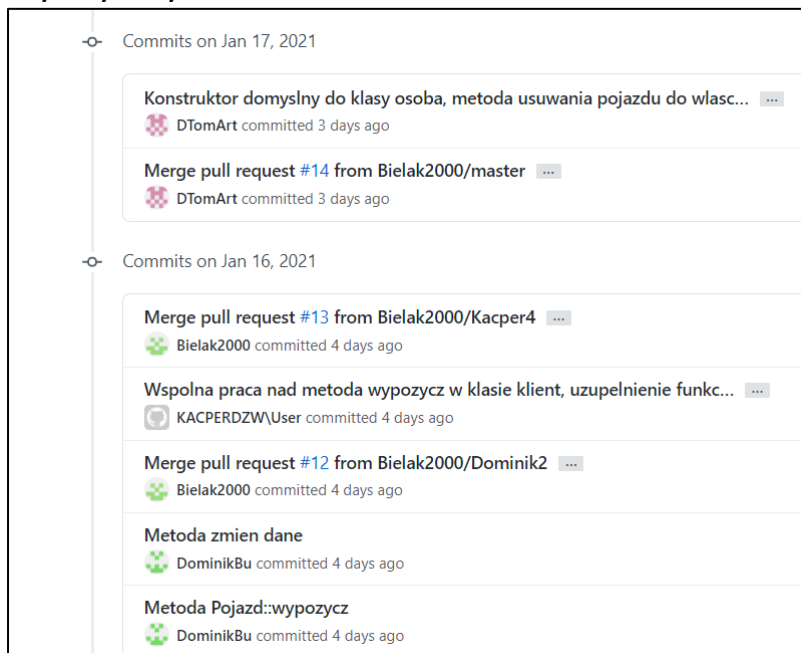 Commits on Jan 17, 2021
Konstruktor domyslny do klasy osoba, metoda usuwania pojazdu do wlasc... ...
DTomArt committed 3 days ago
Merge pull request #14 from Bielak2000/master ...
DTomArt committed 3 days ago
Commits on Jan 16, 2021
Merge pull request #13 from Bielak2000/Kacper4 ...
Bielak2000 committed 4 days ago
Wspolna praca nad metoda wypozycz w klasie klient, uzupelnienie funkc... ...
KACPERDZW\User committed 4 days ago
Merge pull request #12 from Bielak2000/Dominik2 ...
Bielak2000 committed 4 days ago
Metoda zmien dane
DominikBu committed 4 days ago
Metoda Pojazd::wypozycz
DominikBu committed 4 days ago